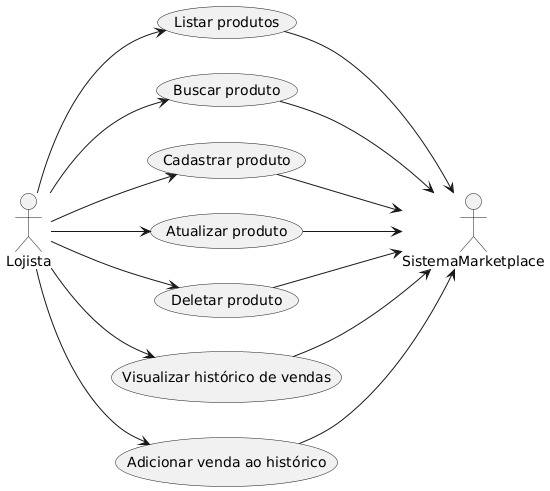 Listar produtos
Buscar produto
Cadastrar produto
Atualizar produto
Lojista
SistemaMarketplace
Deletar produto
Visualizar histórico de vendas
Adicionar venda ao histórico